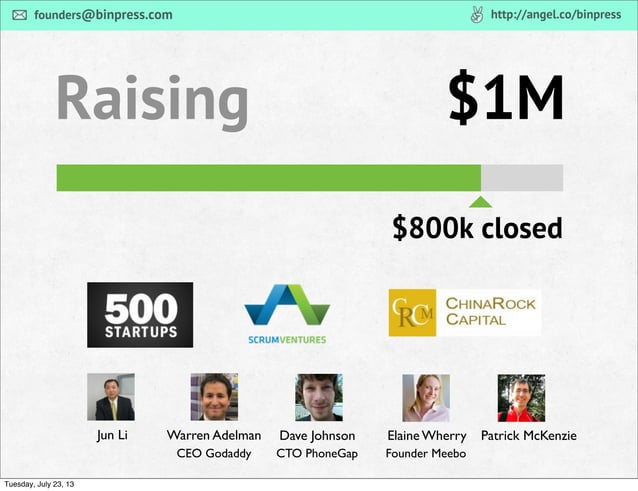 founders@binpress.com
http://angel.co/binpress
Raising $1M
$800k closed
500
STARTUPS
SCRUMVENTURES
CRCM
CHINAROCK
CAPITAL
Jun Li
Warren Adelman
CEO Godaddy
Dave Johnson
CTO PhoneGap
Elaine Wherry
Founder Meebo
Patrick McKenzie
Tuesday, July 23, 13